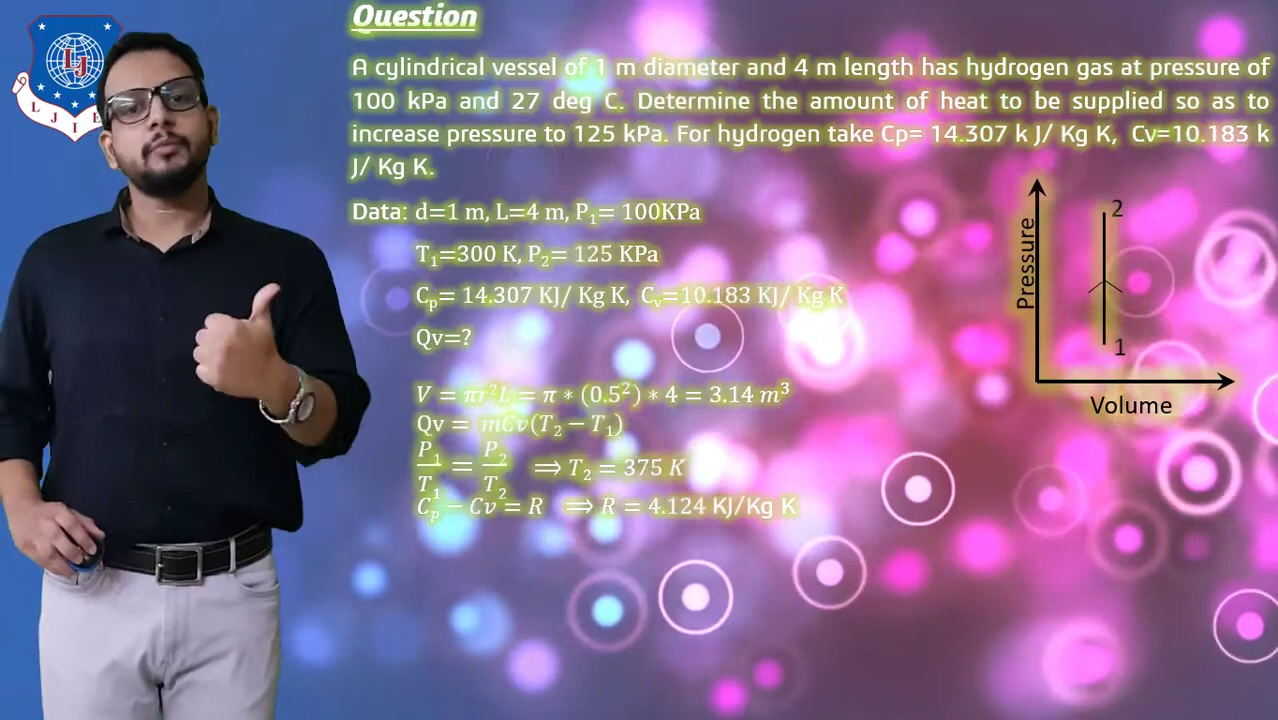 LJ
L J I E
Question
A cylindrical vessel of 1 m diameter and 4 m length has hydrogen gas at pressure of
100 kPa and 27 deg C. Determine the amount of heat to be supplied so as to
increase pressure to 125 kPa. For hydrogen take Cp= 14.307 k J/ Kg K, Cv=10.183 k
J/ Kg K.
Data: d=1 m, L=4 m, P₁= 100KPa
T₁=300 K, P₂= 125 KPa
Cₚ= 14.307 KJ/ Kg K, Cᵥ=10.183 KJ/ Kg K
Qv=?
V = πr²L = π ∗ (0.5²) ∗ 4 = 3.14 m³
Qv = mCv(T₂ − T₁)
P₁/T₁ = P₂/T₂ ⟹ T₂ = 375 K
Cₚ − Cv = R ⟹ R = 4.124 KJ/Kg K
Pressure
2
1
Volume